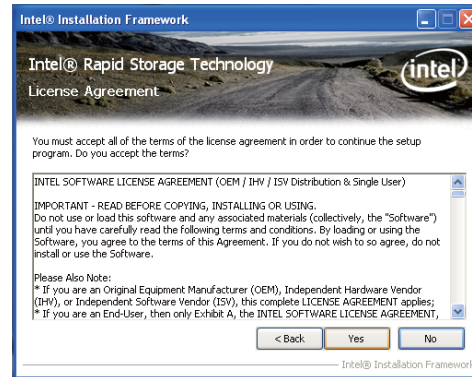 Intel® Installation Framework
Intel® Rapid Storage Technology
License Agreement
intel
You must accept all of the terms of the license agreement in order to continue the setup
program. Do you accept the terms?
INTEL SOFTWARE LICENSE AGREEMENT (OEM / IHV / ISV Distribution & Single User)
IMPORTANT - READ BEFORE COPYING, INSTALLING OR USING.
Do not use or load this software and any associated materials (collectively, the "Software")
until you have carefully read the following terms and conditions. By loading or using the
Software, you agree to the terms of this Agreement. If you do not wish to so agree, do not
install or use the Software.
Please Also Note:
* If you are an Original Equipment Manufacturer (OEM), Independent Hardware Vendor
(IHV), or Independent Software Vendor (ISV), this complete LICENSE AGREEMENT applies;
* If you are an End-User, then only Exhibit A, the INTEL SOFTWARE LICENSE AGREEMENT,
< Back Yes No
Intel® Installation Framework